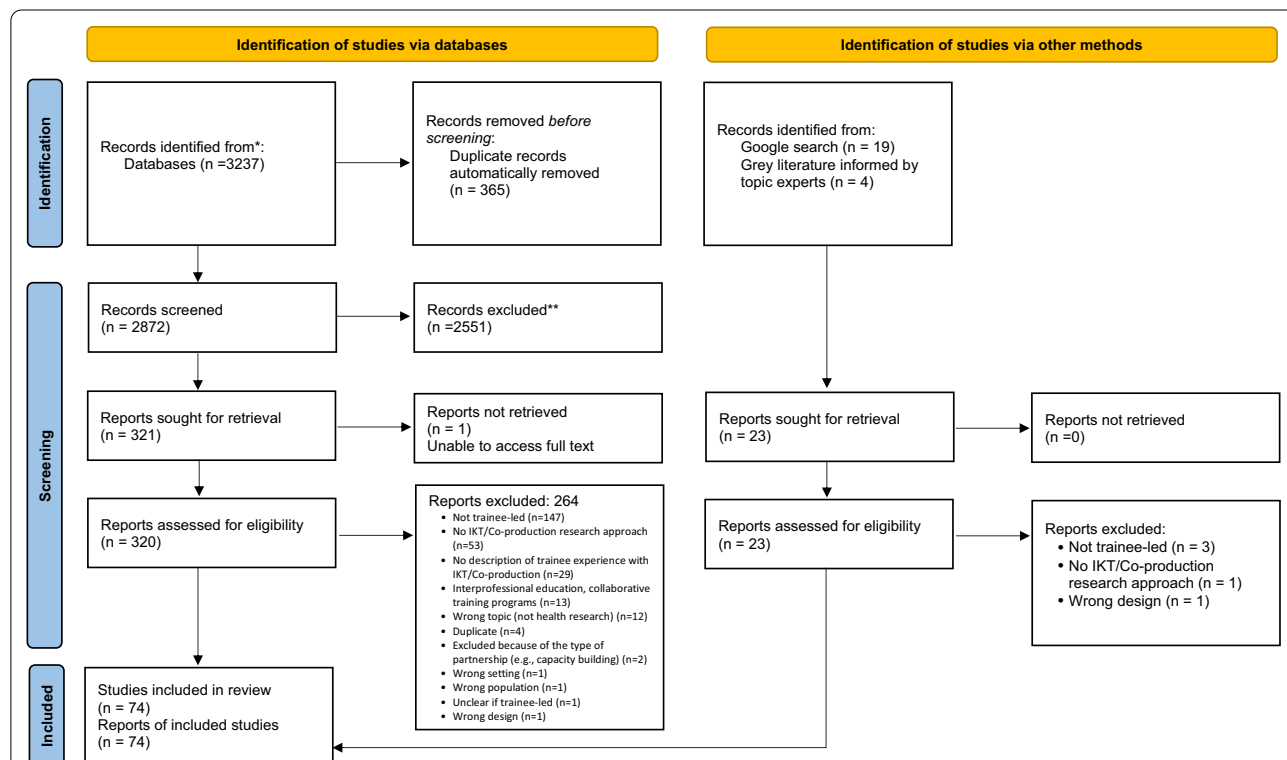 Identification of studies via databases
Identification of studies via other methods
Identification
Records identified from*:
Databases (n =3237)
Records removed before
screening:
Duplicate records
automatically removed
(n = 365)
Records identified from:
Google search (n = 19)
Grey literature informed by
topic experts (n = 4)
Screening
Records screened
(n = 2872)
Records excluded**
(n =2551)
Reports sought for retrieval
(n = 321)
Reports not retrieved
(n = 1)
Unable to access full text
Reports sought for retrieval
(n = 23)
Reports not retrieved
(n =0)
Reports assessed for eligibility
(n = 320)
Reports excluded: 264
• Not trainee-led (n=147)
• No IKT/Co-production research approach
(n=53)
• No description of trainee experience with
IKT/Co-production (n=29)
• Interprofessional education, collaborative
training programs (n=13)
• Wrong topic (not health research) (n=12)
• Duplicate (n=4)
• Excluded because of the type of
partnership (e.g., capacity building) (n=2)
• Wrong setting (n=1)
• Wrong population (n=1)
• Unclear if trainee-led (n=1)
• Wrong design (n=1)
Reports assessed for eligibility
(n = 23)
Reports excluded:
• Not trainee-led (n = 3)
• No IKT/Co-production
research approach (n = 1)
• Wrong design (n = 1)
Included
Studies included in review
(n = 74)
Reports of included studies
(n = 74)